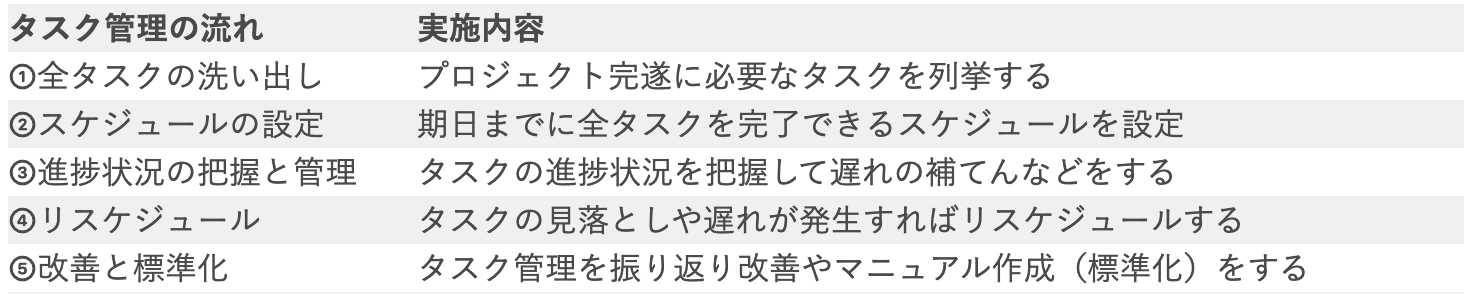 タスク管理の流れ 実施内容
①全タスクの洗い出し プロジェクト完遂に必要なタスクを列挙する
②スケジュールの設定 期日までに全タスクを完了できるスケジュールを設定
③進捗状況の把握と管理 タスクの進捗状況を把握して遅れの補てんなどをする
④リスケジュール タスクの見落としや遅れが発生すればリスケジュールする
⑤改善と標準化 タスク管理を振り返り改善やマニュアル作成（標準化）をする